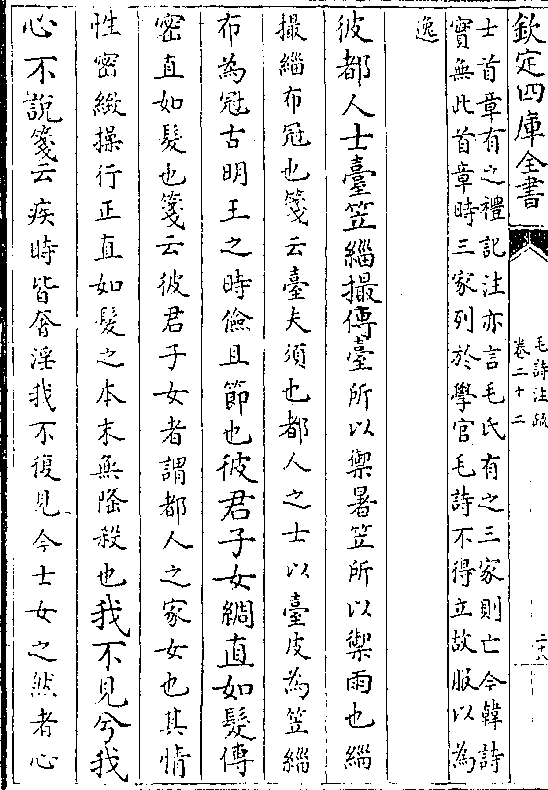 欽定四庫全書
毛詩注疏
卷二十二
二十八
士首章有之禮記注亦言毛氏有之三家則亡今韓詩
實無此首章時三家列於學官毛詩不得立故服以為
逸
彼都人士臺笠緇撮傳臺所以禦暑笠所以禦雨也緇
撮緇布冠也箋云臺夫須也都人之士以臺皮為笠緇
布為冠古明王之時儉且節也彼君子女綢直如髮傳
密直如髮也箋云彼君子女者謂都人之家女也其情
性密緻操行正直如髮之本末無隆殺也我不見兮我
心不說箋云疾時皆奢淫我不復見今士女之然者心